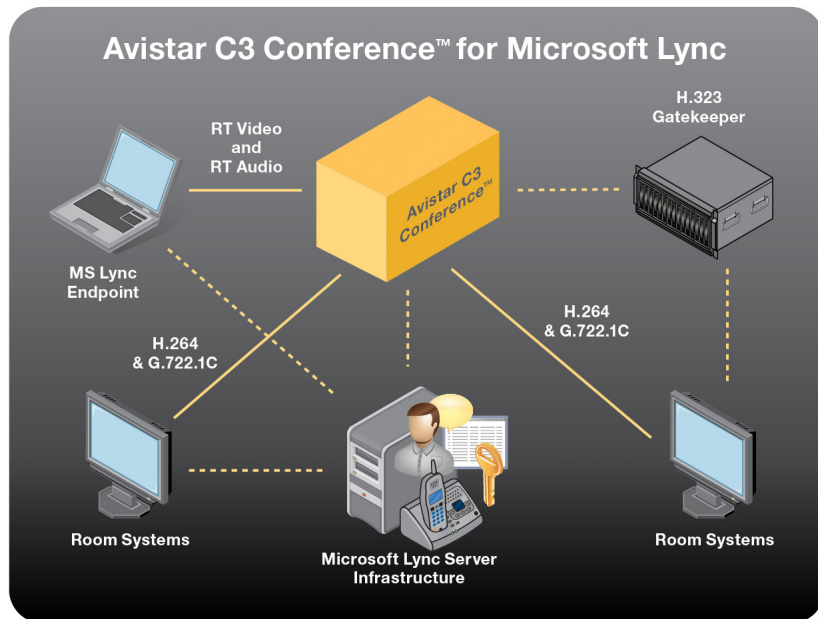 Avistar C3 Conference™ for Microsoft Lync
RT Video
and
RT Audio
H.323
Gatekeeper
Avistar C3
Conference™
MS Lync
Endpoint
H.264
& G.722.1C
H.264
& G.722.1C
Room Systems
Microsoft Lync Server
Infrastructure
Room Systems